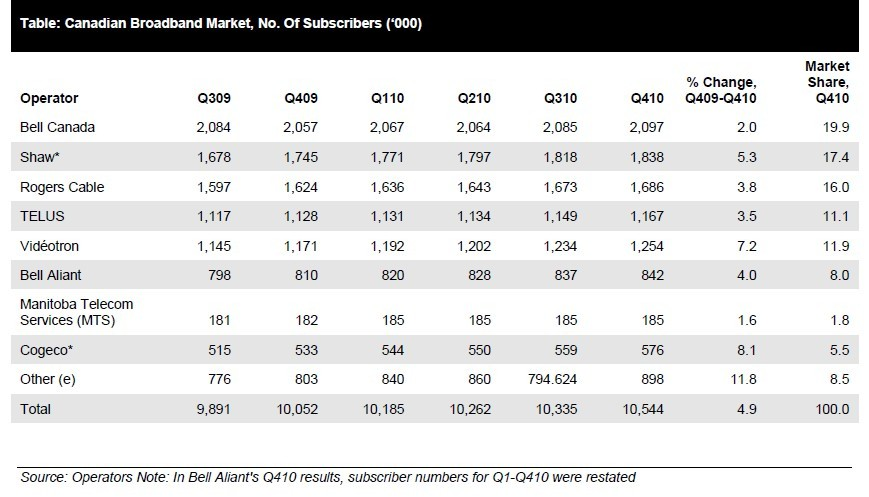 Table: Canadian Broadband Market, No. Of Subscribers (‘000)
Operator Q309 Q409 Q110 Q210 Q310 Q410 % Change, Q409-Q410 Market Share, Q410
Bell Canada 2,084 2,057 2,067 2,064 2,085 2,097 2.0 19.9
Shaw* 1,678 1,745 1,771 1,797 1,818 1,838 5.3 17.4
Rogers Cable 1,597 1,624 1,636 1,643 1,673 1,686 3.8 16.0
TELUS 1,117 1,128 1,131 1,134 1,149 1,167 3.5 11.1
Vidéotron 1,145 1,171 1,192 1,202 1,234 1,254 7.2 11.9
Bell Aliant 798 810 820 828 837 842 4.0 8.0
Manitoba Telecom
Services (MTS) 181 182 185 185 185 185 1.6 1.8
Cogeco* 515 533 544 550 559 576 8.1 5.5
Other (e) 776 803 840 860 794.624 898 11.8 8.5
Total 9,891 10,052 10,185 10,262 10,335 10,544 4.9 100.0
Source: Operators Note: In Bell Aliant's Q410 results, subscriber numbers for Q1-Q410 were restated